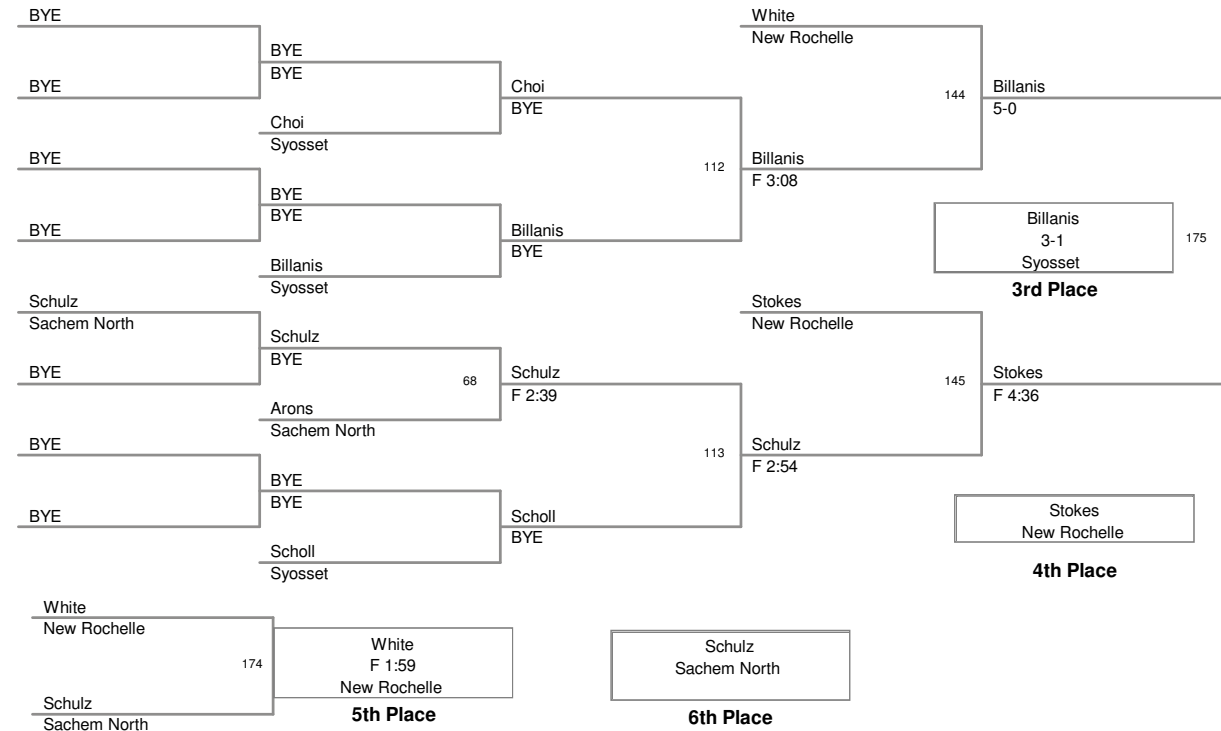 BYE
White
New Rochelle
BYE
BYE
BYE
Choi
BYE
144
Billanis
5-0
Choi
Syosset
BYE
112
Billanis
F 3:08
BYE
BYE
BYE
Billanis
BYE
Billanis
3-1
Syosset
175
3rd Place
Billanis
Syosset
Schulz
Sachem North
Stokes
New Rochelle
Schulz
BYE
BYE
68
Schulz
F 2:39
145
Stokes
F 4:36
Arons
Sachem North
BYE
113
Schulz
F 2:54
BYE
BYE
BYE
Scholl
BYE
Stokes
New Rochelle
4th Place
Scholl
Syosset
White
New Rochelle
174
White
F 1:59
New Rochelle
5th Place
Schulz
Sachem North
6th Place
Schulz
Sachem North